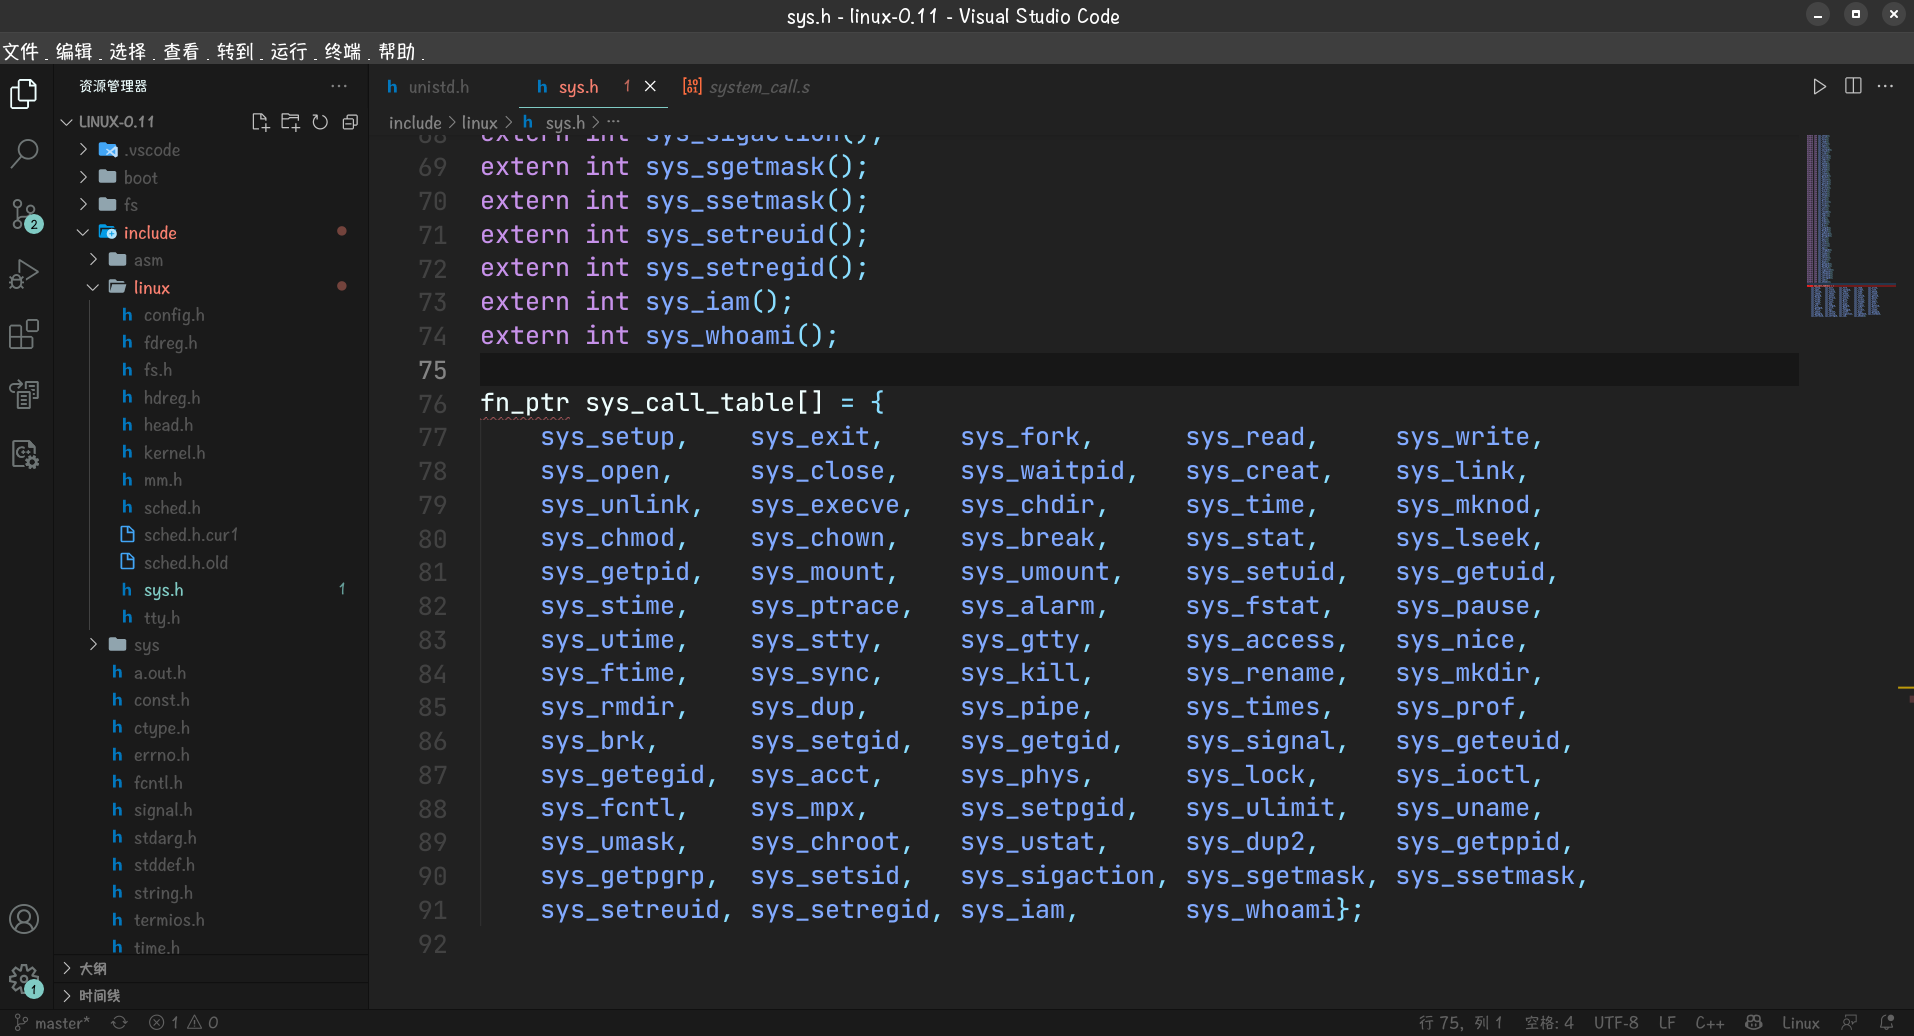 sys.h - linux-0.11 - Visual Studio Code
文件 . 编辑 . 选择 . 查看 . 转到 . 运行 . 终端 . 帮助 .
资源管理器 ···
LINUX-0.11
.vscode
boot
fs
include
asm
linux
config.h
fdreg.h
fs.h
hdreg.h
head.h
kernel.h
mm.h
sched.h
sched.h.cur1
sched.h.old
sys.h 1
tty.h
sys
a.out.h
const.h
ctype.h
errno.h
fcntl.h
signal.h
stdarg.h
stddef.h
string.h
termios.h
time.h
大纲
时间线
2
1
h unistd.h h sys.h 1 system_call.s
include > linux > h sys.h > ···
68 extern int sys_sigaction();
69 extern int sys_sgetmask();
70 extern int sys_ssetmask();
71 extern int sys_setreuid();
72 extern int sys_setregid();
73 extern int sys_iam();
74 extern int sys_whoami();
75
76 fn_ptr sys_call_table[] = {
77 sys_setup, sys_exit, sys_fork, sys_read, sys_write,
78 sys_open, sys_close, sys_waitpid, sys_creat, sys_link,
79 sys_unlink, sys_execve, sys_chdir, sys_time, sys_mknod,
80 sys_chmod, sys_chown, sys_break, sys_stat, sys_lseek,
81 sys_getpid, sys_mount, sys_umount, sys_setuid, sys_getuid,
82 sys_stime, sys_ptrace, sys_alarm, sys_fstat, sys_pause,
83 sys_utime, sys_stty, sys_gtty, sys_access, sys_nice,
84 sys_ftime, sys_sync, sys_kill, sys_rename, sys_mkdir,
85 sys_rmdir, sys_dup, sys_pipe, sys_times, sys_prof,
86 sys_brk, sys_setgid, sys_getgid, sys_signal, sys_geteuid,
87 sys_getegid, sys_acct, sys_phys, sys_lock, sys_ioctl,
88 sys_fcntl, sys_mpx, sys_setpgid, sys_ulimit, sys_uname,
89 sys_umask, sys_chroot, sys_ustat, sys_dup2, sys_getppid,
90 sys_getpgrp, sys_setsid, sys_sigaction, sys_sgetmask, sys_ssetmask,
91 sys_setreuid, sys_setregid, sys_iam, sys_whoami};
92
master* 1 0 行 75, 列 1 空格: 4 UTF-8 LF C++ Linux